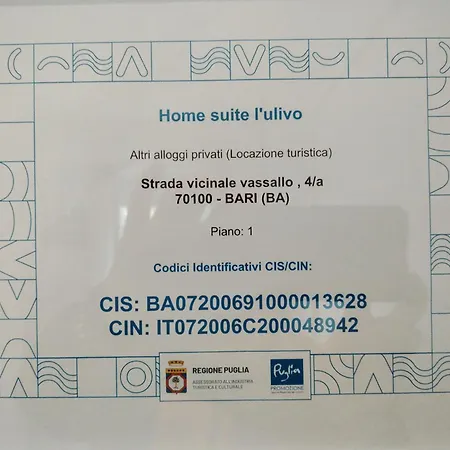 Home suite l'ulivo
Altri alloggi privati (Locazione turistica)
Strada vicinale vassallo , 4/a
70100 - BARI (BA)
Piano: 1
Codici Identificativi CIS/CIN:
CIS: BA07200691000013628
CIN: IT072006C200048942
REGIONE PUGLIA
ASSESSORATO ALL'INDUSTRIA
TURISTICA E CULTURALE
Puglia
PROMOZIONE